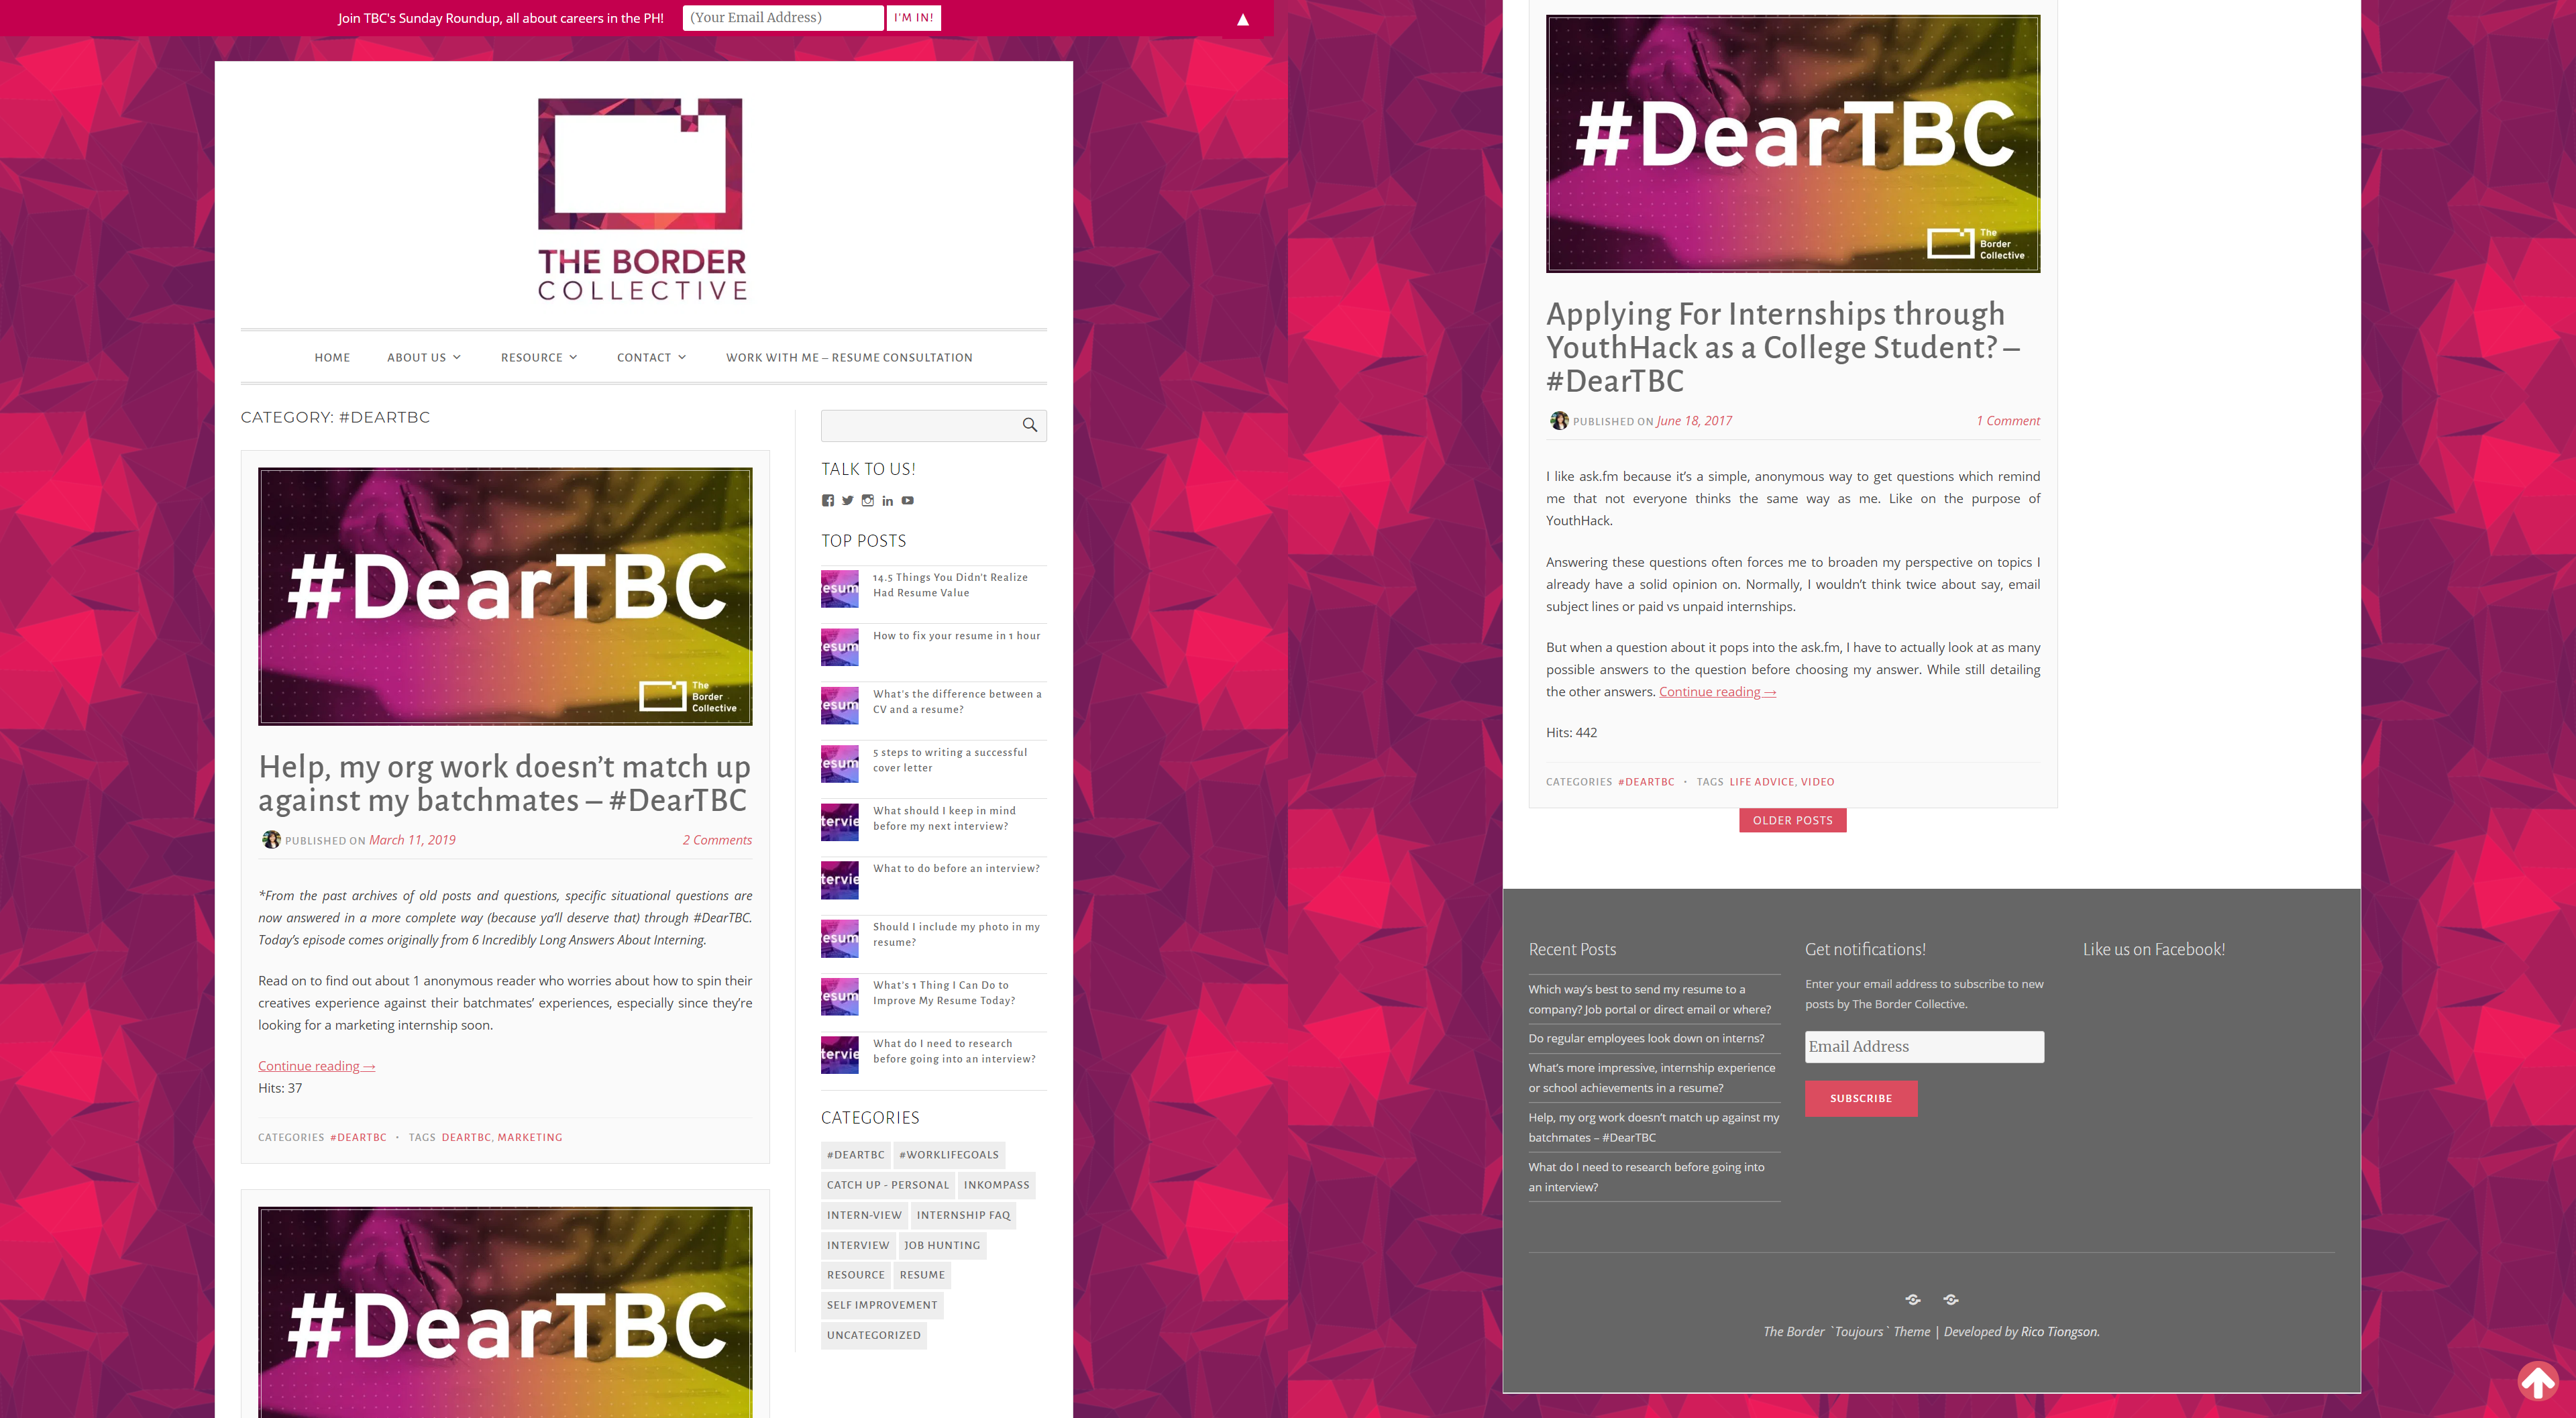 Join TBC's Sunday Roundup, all about careers in the PH!
(Your Email Address)
I'M IN!
THE BORDER
COLLECTIVE
HOME
ABOUT US
RESOURCE
CONTACT
WORK WITH ME – RESUME CONSULTATION
CATEGORY: #DEARTBC
#DearTBC
The
Border
Collective
Help, my org work doesn’t match up
against my batchmates – #DearTBC
PUBLISHED ON March 11, 2019
2 Comments
*From the past archives of old posts and questions, specific situational questions are
now answered in a more complete way (because ya’ll deserve that) through #DearTBC.
Today’s episode comes originally from 6 Incredibly Long Answers About Interning.
Read on to find out about 1 anonymous reader who worries about how to spin their
creatives experience against their batchmates’ experiences, especially since they’re
looking for a marketing internship soon.
Continue reading →
Hits: 37
CATEGORIES #DEARTBC • TAGS DEARTBC, MARKETING
#DearTBC
TALK TO US!
TOP POSTS
esum
14.5 Things You Didn't Realize
Had Resume Value
esum
How to fix your resume in 1 hour
esum
What's the difference between a
CV and a resume?
esum
5 steps to writing a successful
cover letter
tervie
What should I keep in mind
before my next interview?
tervie
What to do before an interview?
esum
Should I include my photo in my
resume?
esum
What's 1 Thing I Can Do to
Improve My Resume Today?
tervie
What do I need to research
before going into an interview?
CATEGORIES
#DEARTBC
#WORKLIFEGOALS
CATCH UP - PERSONAL
INKOMPASS
INTERN-VIEW
INTERNSHIP FAQ
INTERVIEW
JOB HUNTING
RESOURCE
RESUME
SELF IMPROVEMENT
UNCATEGORIZED
#DearTBC
The
Border
Collective
Applying For Internships through
YouthHack as a College Student? –
#DearTBC
PUBLISHED ON June 18, 2017
1 Comment
I like ask.fm because it’s a simple, anonymous way to get questions which remind
me that not everyone thinks the same way as me. Like on the purpose of
YouthHack.
Answering these questions often forces me to broaden my perspective on topics I
already have a solid opinion on. Normally, I wouldn’t think twice about say, email
subject lines or paid vs unpaid internships.
But when a question about it pops into the ask.fm, I have to actually look at as many
possible answers to the question before choosing my answer. While still detailing
the other answers. Continue reading →
Hits: 442
CATEGORIES #DEARTBC • TAGS LIFE ADVICE, VIDEO
OLDER POSTS
Recent Posts
Which way’s best to send my resume to a
company? Job portal or direct email or where?
Do regular employees look down on interns?
What’s more impressive, internship experience
or school achievements in a resume?
Help, my org work doesn’t match up against my
batchmates – #DearTBC
What do I need to research before going into
an interview?
Get notifications!
Enter your email address to subscribe to new
posts by The Border Collective.
Email Address
SUBSCRIBE
Like us on Facebook!
The Border `Toujours` Theme | Developed by Rico Tiongson.